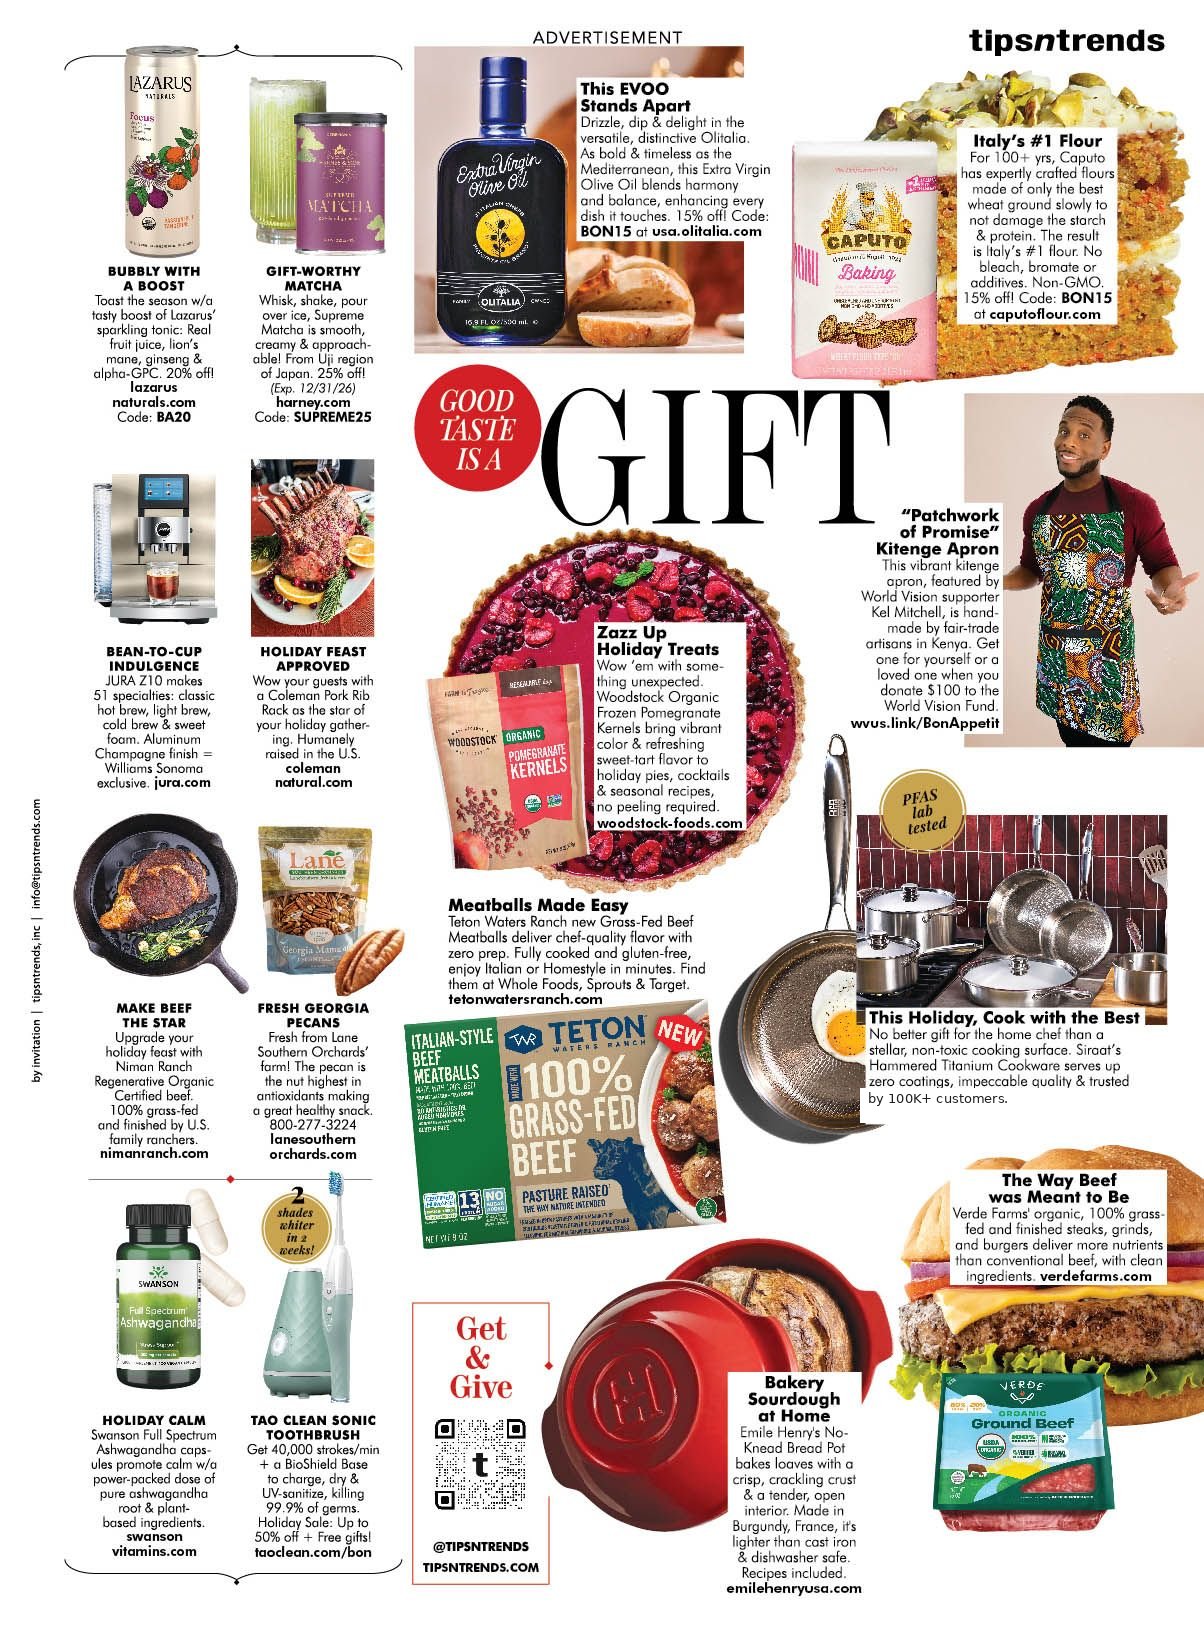 ADVERTISEMENT
tipsntrends
LAZARUS
NATURALS
Focus
BUBBLY WITH
A BOOST
Toast the season w/a
tasty boost of Lazarus’
sparkling tonic: Real
fruit juice, lion’s
mane, ginseng &
alpha-GPC. 20% off!
lazarus
naturals.com
Code: BA20
SUPREME
MATCHA
GIFT-WORTHY
MATCHA
Whisk, shake, pour
over ice, Supreme
Matcha is smooth,
creamy & approach-
able! From Uji region
of Japan. 25% off!
(Exp. 12/31/26)
harney.com
Code: SUPREME25
Extra Virgin
Olive Oil
FAMILY
OLITALIA
OWNED
16.9 FL OZ/500 mL
This EVOO
Stands Apart
Drizzle, dip & delight in the
versatile, distinctive Olitalia.
As bold & timeless as the
Mediterranean, this Extra Virgin
Olive Oil blends harmony
and balance, enhancing every
dish it touches. 15% off! Code:
BON15 at usa.olitalia.com
CAPUTO
Baking
Italy’s #1 Flour
For 100+ yrs, Caputo
has expertly crafted flours
made of only the best
wheat ground slowly to
not damage the starch
& protein. The result
is Italy’s #1 flour. No
bleach, bromate or
additives. Non-GMO.
15% off! Code: BON15
at caputoflour.com
GOOD
TASTE
IS A
GIFT
BEAN-TO-CUP
INDULGENCE
JURA Z10 makes
51 specialties: classic
hot brew, light brew,
cold brew & sweet
foam. Aluminum
Champagne finish =
Williams Sonoma
exclusive. jura.com
HOLIDAY FEAST
APPROVED
Wow your guests with
a Coleman Pork Rib
Rack as the star of
your holiday gather-
ing. Humanely
raised in the U.S.
coleman
natural.com
“Patchwork
of Promise”
Kitenge Apron
This vibrant kitenge
apron, featured by
World Vision supporter
Kel Mitchell, is hand-
made by fair-trade
artisans in Kenya. Get
one for yourself or a
loved one when you
donate $100 to the
World Vision Fund.
wvus.link/BonAppetit
RESEALABLE
WOODSTOCK
ORGANIC
POMEGRANATE
KERNELS
Zazz Up
Holiday Treats
Wow ’em with some-
thing unexpected.
Woodstock Organic
Frozen Pomegranate
Kernels bring vibrant
color & refreshing
sweet-tart flavor to
holiday pies, cocktails
& seasonal recipes,
no peeling required.
woodstock-foods.com
by invitation | tipsntrends, inc | info@tipsntrends.com
MAKE BEEF
THE STAR
Upgrade your
holiday feast with
Niman Ranch
Regenerative Organic
Certified beef.
100% grass-fed
and finished by U.S.
family ranchers.
nimanranch.com
Lane
SOUTHERN ORCHARDS
FRESH GEORGIA
PECANS
Fresh from Lane
Southern Orchards’
farm! The pecan is
the nut highest in
antioxidants making
a great healthy snack.
800-277-3224
lanesouthern
orchards.com
Meatballs Made Easy
Teton Waters Ranch new Grass-Fed Beef
Meatballs deliver chef-quality flavor with
zero prep. Fully cooked and gluten-free,
enjoy Italian or Homestyle in minutes. Find
them at Whole Foods, Sprouts & Target.
tetonwatersranch.com
ITALIAN-STYLE
BEEF
MEATBALLS
TETON
WATERS RANCH
NEW
MADE WITH
100%
GRASS-FED
BEEF
PASTURE RAISED
THE WAY NATURE INTENDED
NET WT 9 OZ
PFAS
lab
tested
This Holiday, Cook with the Best
No better gift for the home chef than a
stellar, non-toxic cooking surface. Siraat’s
Hammered Titanium Cookware serves up
zero coatings, impeccable quality & trusted
by 100K+ customers.
The Way Beef
was Meant to Be
Verde Farms' organic, 100% grass-
fed and finished steaks, grinds,
and burgers deliver more nutrients
than conventional beef, with clean
ingredients. verdefarms.com
VERDE
ORGANIC
Ground Beef
USDA
ORGANIC
SWANSON
Full Spectrum
Ashwagandha
HOLIDAY CALM
Swanson Full Spectrum
Ashwagandha caps-
ules promote calm w/a
power-packed dose of
pure ashwagandha
root & plant-
based ingredients.
swanson
vitamins.com
2
shades
whiter
in 2
weeks!
TAO CLEAN SONIC
TOOTHBRUSH
Get 40,000 strokes/min
+ a BioShield Base
to charge, dry &
UV-sanitize, killing
99.9% of germs.
Holiday Sale: Up to
50% off + Free gifts!
taoclean.com/bon
Get
&
Give
t
@TIPSNTRENDS
TIPSNTRENDS.COM
Bakery
Sourdough
at Home
Emile Henry's No-
Knead Bread Pot
bakes loaves with a
crisp, crackling crust
& a tender, open
interior. Made in
Burgundy, France, it's
lighter than cast iron
& dishwasher safe.
Recipes included.
emilehenryusa.com